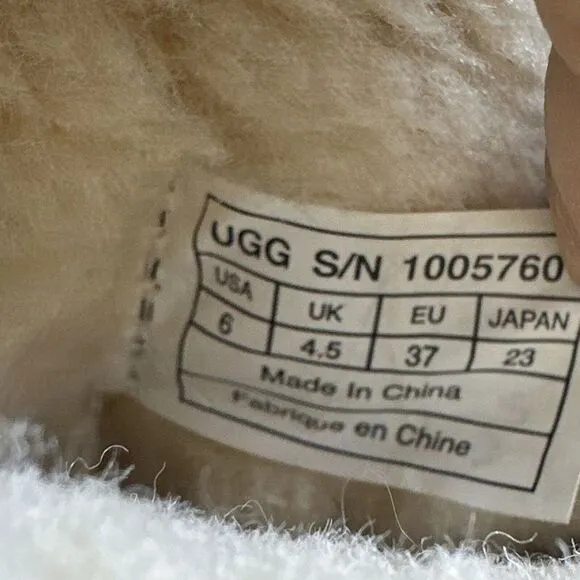 UGG S/N 1005760
USA UK EU JAPAN
6 4.5 37 23
Made In China
Fabrique en Chine